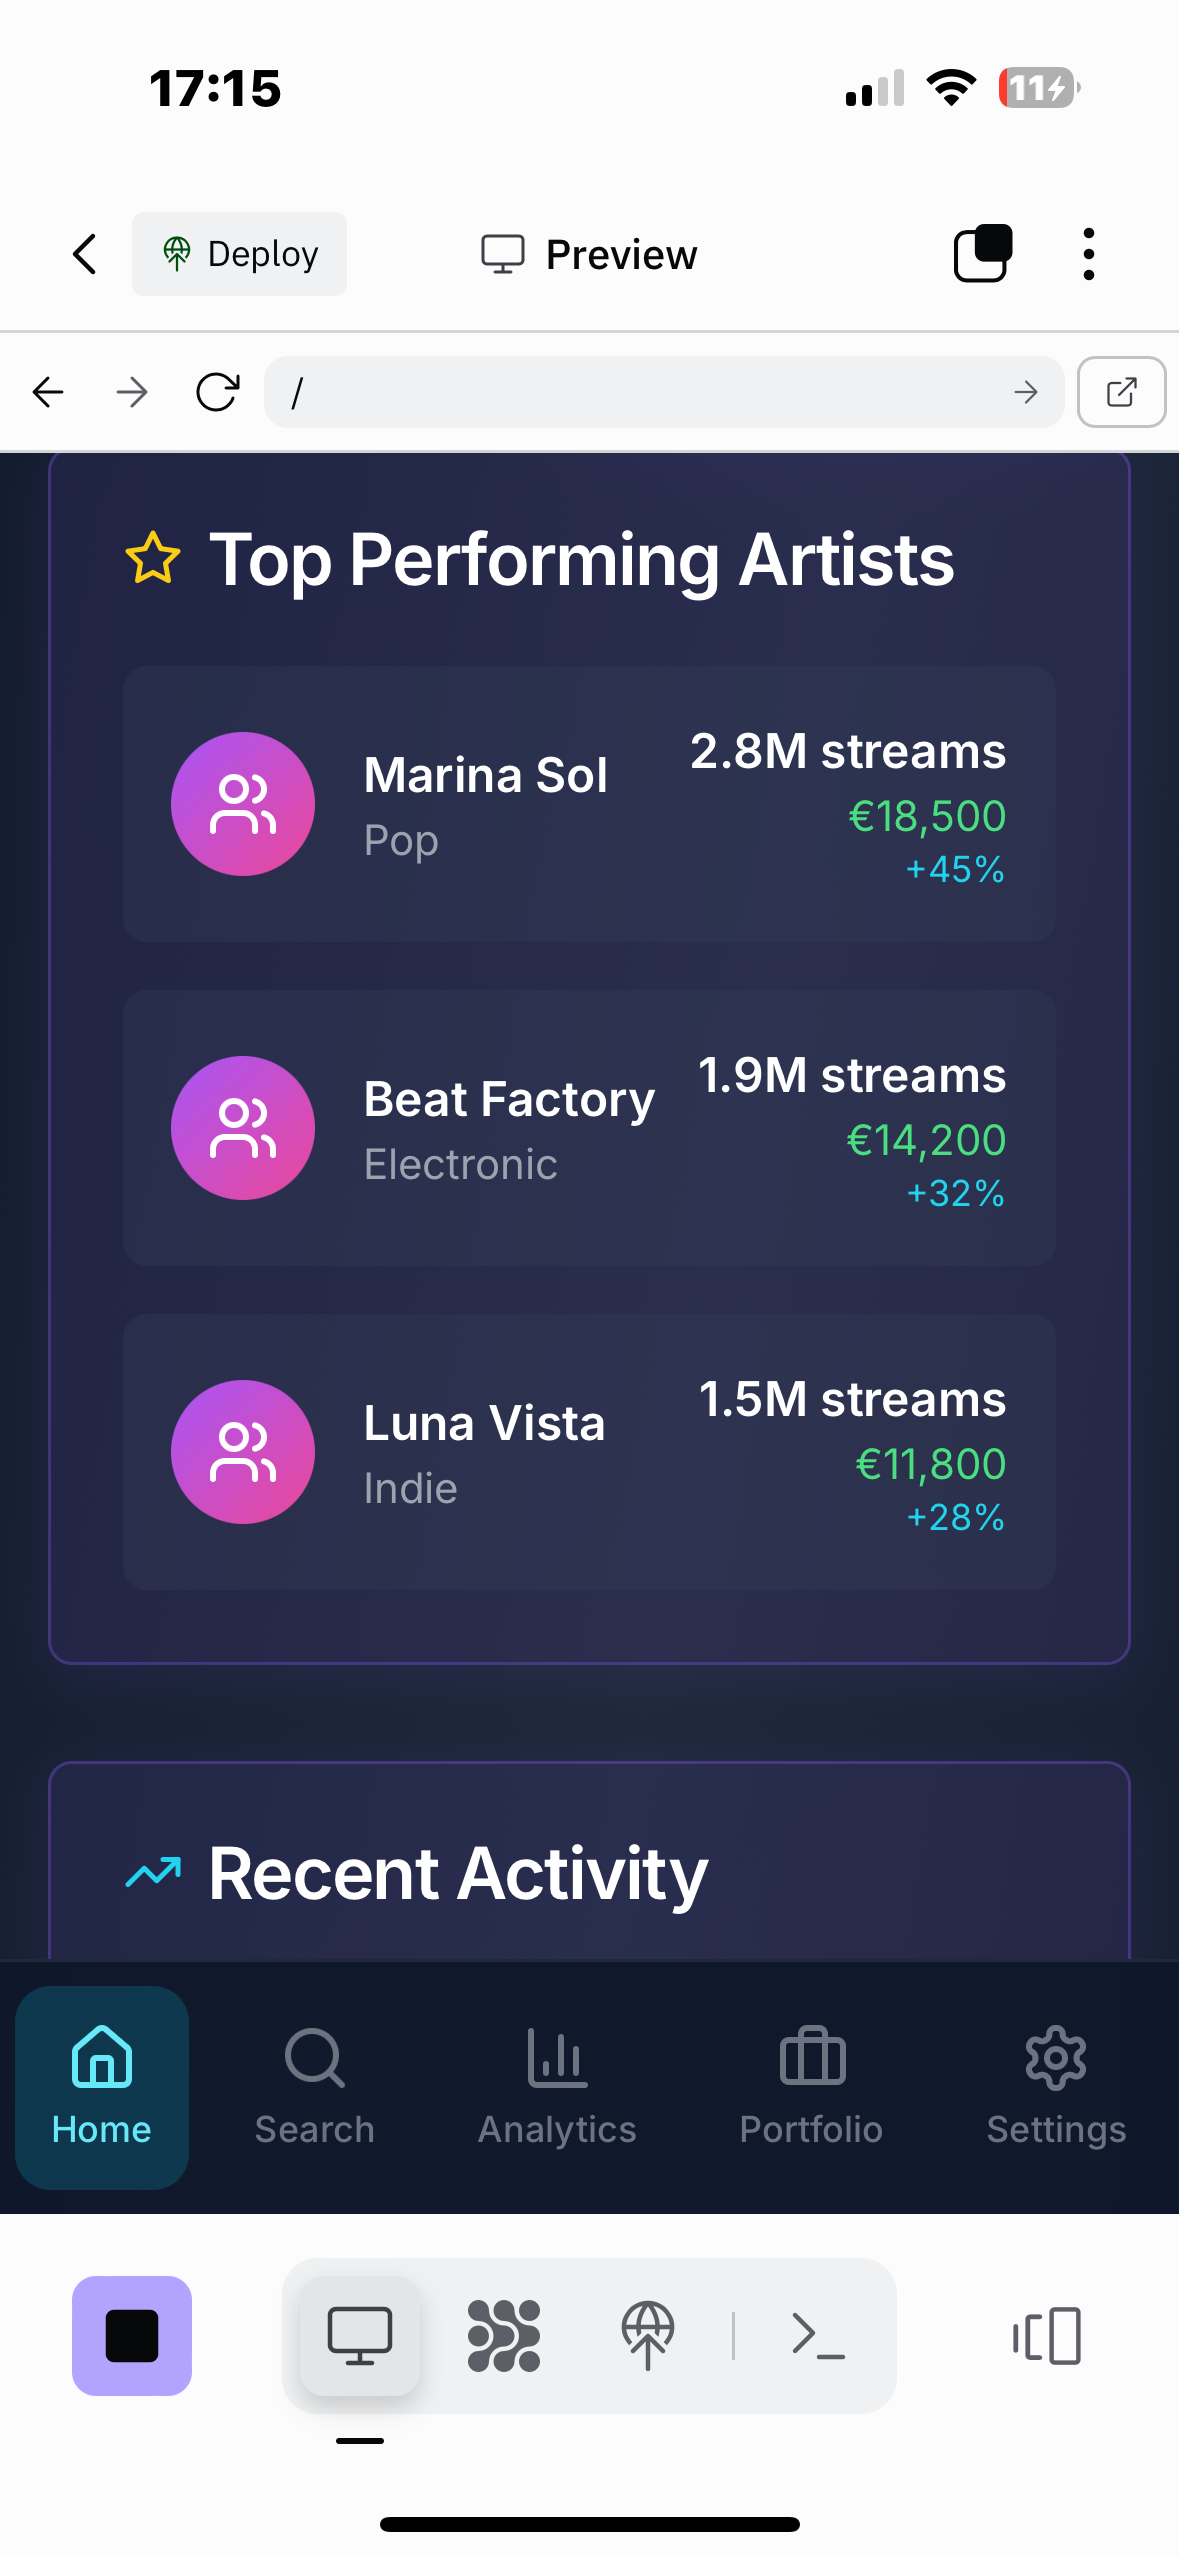 17:15
11
Deploy
Preview
/
Top Performing Artists
Marina Sol
Pop
2.8M streams
€18,500
+45%
Beat Factory
Electronic
1.9M streams
€14,200
+32%
Luna Vista
Indie
1.5M streams
€11,800
+28%
Recent Activity
Home
Search
Analytics
Portfolio
Settings